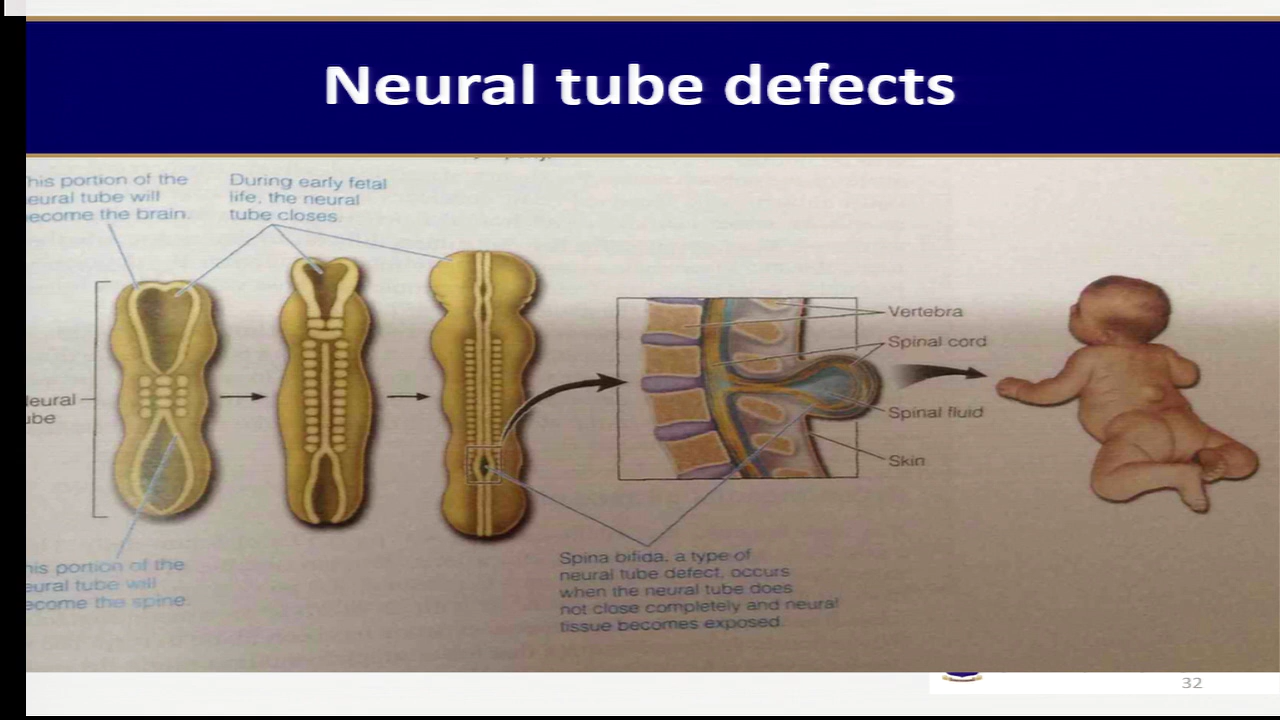 Neural tube defects
his portion of the
eural tube will
ecome the brain.
During early fetal
life, the neural
tube closes.
eural
ube
Vertebra
Spinal cord
Spinal fluid
Skin
his portion of the
eural tube will
ecome the spine.
Spina bifida, a type of
neural tube defect, occurs
when the neural tube does
not close completely and neural
tissue becomes exposed.
32